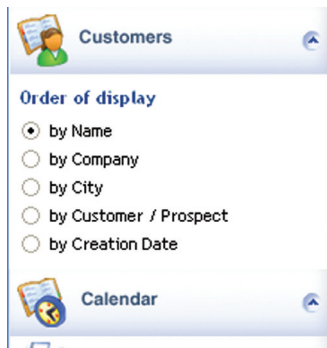 Customers
Order of display
by Name
by Company
by City
by Customer / Prospect
by Creation Date
Calendar